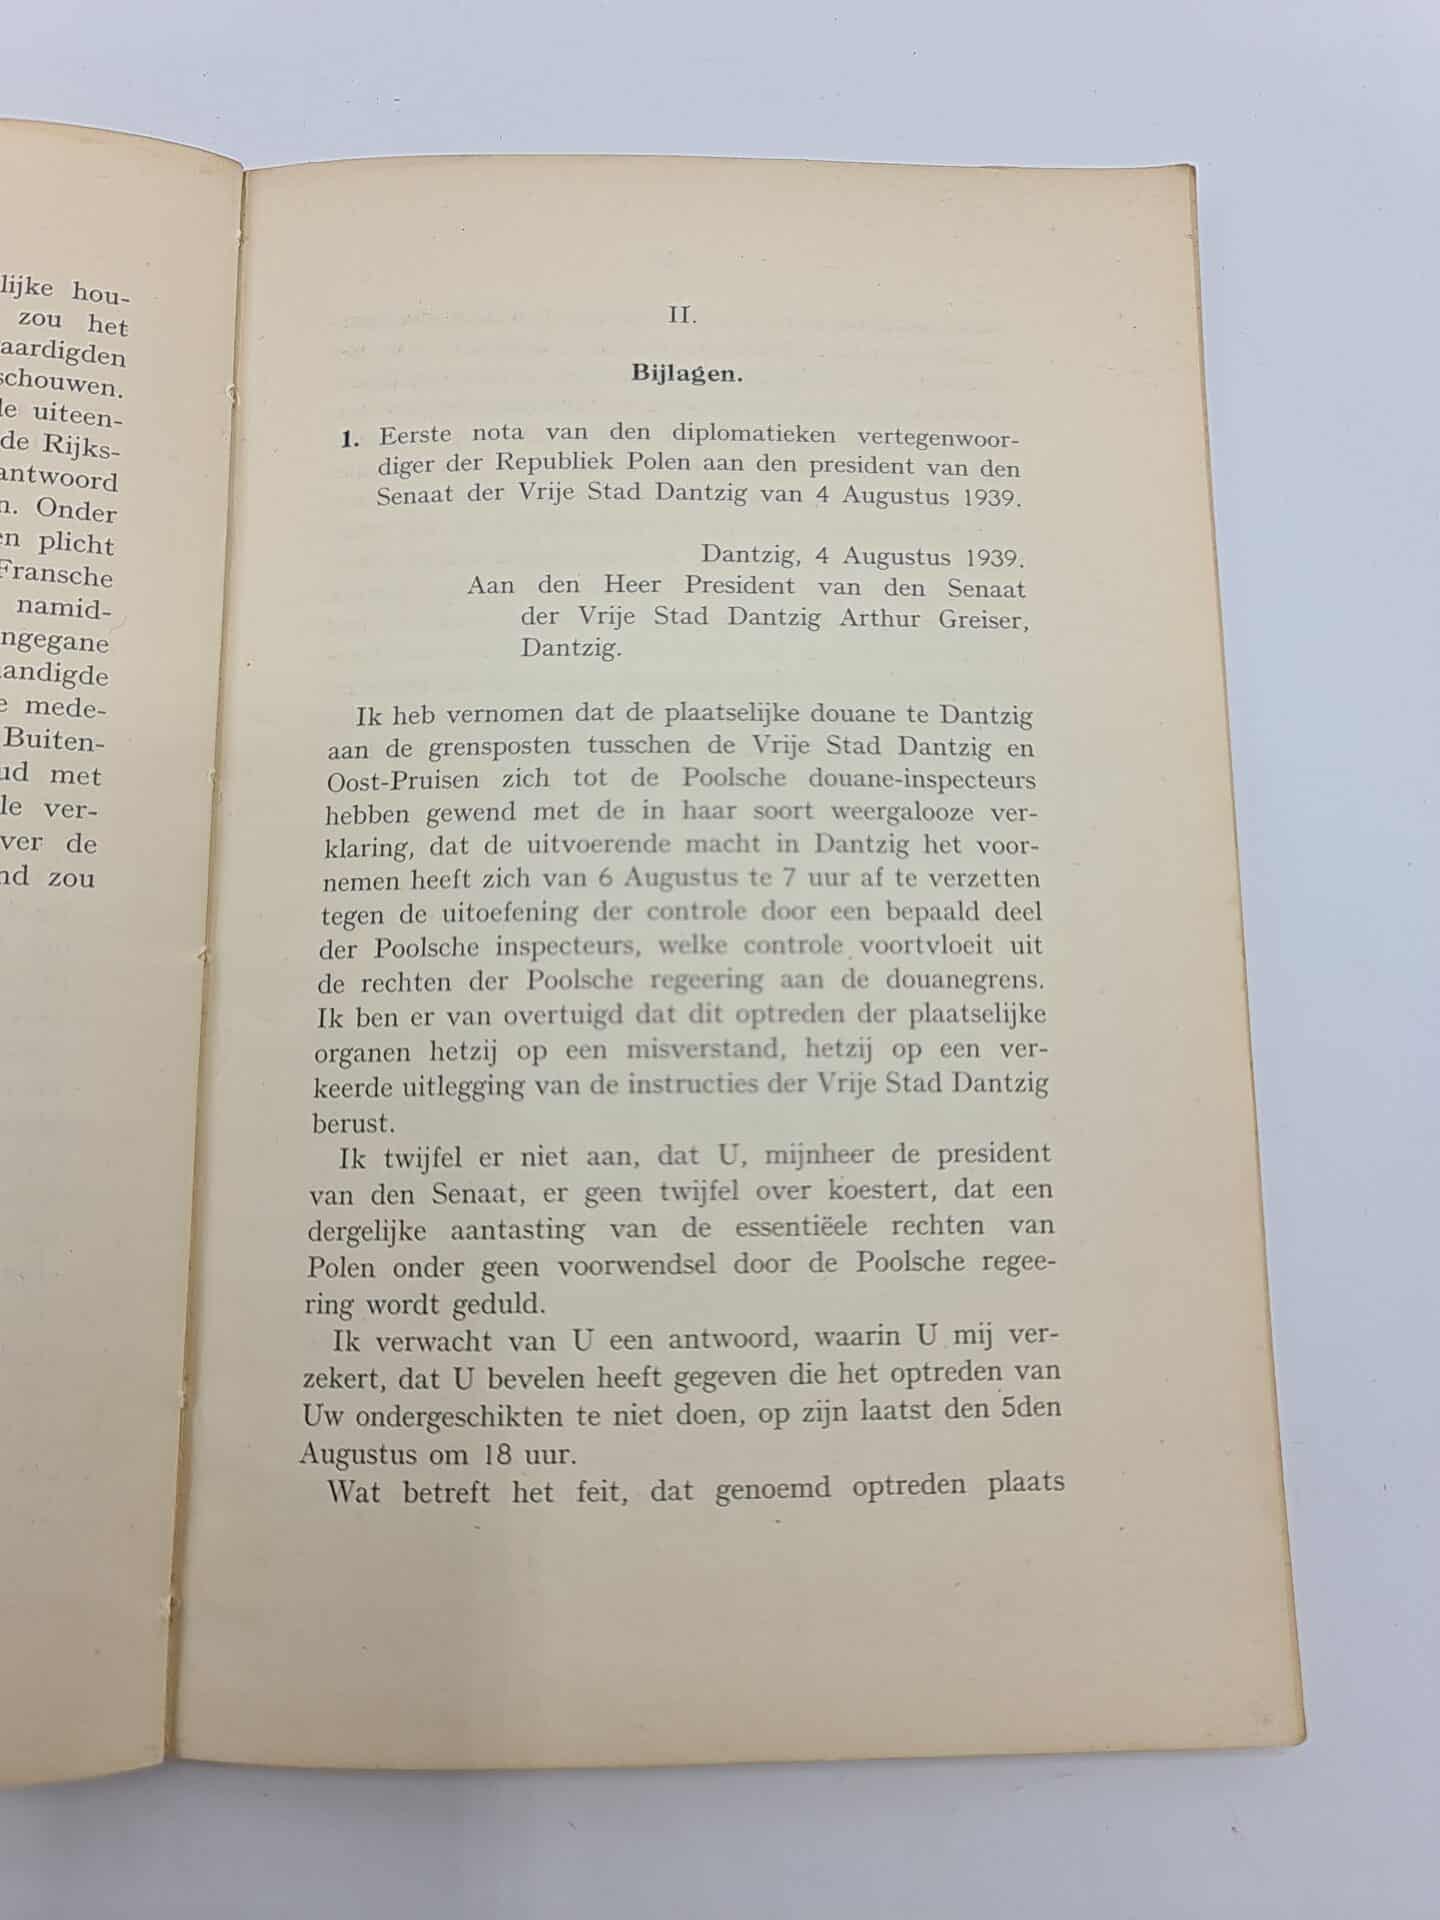 lijke hou-
zou het
aardigden
schouwen.
le uiteen-
de Rijks-
antwoord
n. Onder
en plicht
Fransche
namid-
ngegane
andigde
e mede-
Buiten-
ud met
le ver-
ver de
nd zou
II.
Bijlagen.
1. Eerste nota van den diplomatieken vertegenwoor-
diger der Republiek Polen aan den president van den
Senaat der Vrije Stad Dantzig van 4 Augustus 1939.
Dantzig, 4 Augustus 1939.
Aan den Heer President van den Senaat
der Vrije Stad Dantzig Arthur Greiser,
Dantzig.
Ik heb vernomen dat de plaatselijke douane te Dantzig
aan de grensposten tusschen de Vrije Stad Dantzig en
Oost-Pruisen zich tot de Poolsche douane-inspecteurs
hebben gewend met de in haar soort weergalooze ver-
klaring, dat de uitvoerende macht in Dantzig het voor-
nemen heeft zich van 6 Augustus te 7 uur af te verzetten
tegen de uitoefening der controle door een bepaald deel
der Poolsche inspecteurs, welke controle voortvloeit uit
de rechten der Poolsche regeering aan de douanegrens.
Ik ben er van overtuigd dat dit optreden der plaatselijke
organen hetzij op een misverstand, hetzij op een ver-
keerde uitlegging van de instructies der Vrije Stad Dantzig
berust.
Ik twijfel er niet aan, dat U, mijnheer de president
van den Senaat, er geen twijfel over koestert, dat een
dergelijke aantasting van de essentiëele rechten van
Polen onder geen voorwendsel door de Poolsche regee-
ring wordt geduld.
Ik verwacht van U een antwoord, waarin U mij ver-
zekert, dat U bevelen heeft gegeven die het optreden van
Uw ondergeschikten te niet doen, op zijn laatst den 5den
Augustus om 18 uur.
Wat betreft het feit, dat genoemd optreden plaats